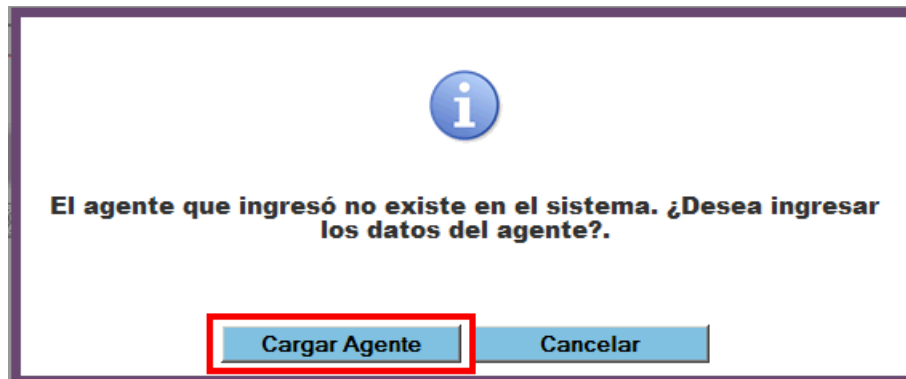 El agente que ingresó no existe en el sistema. ¿Desea ingresar
los datos del agente?.
Cargar Agente
Cancelar